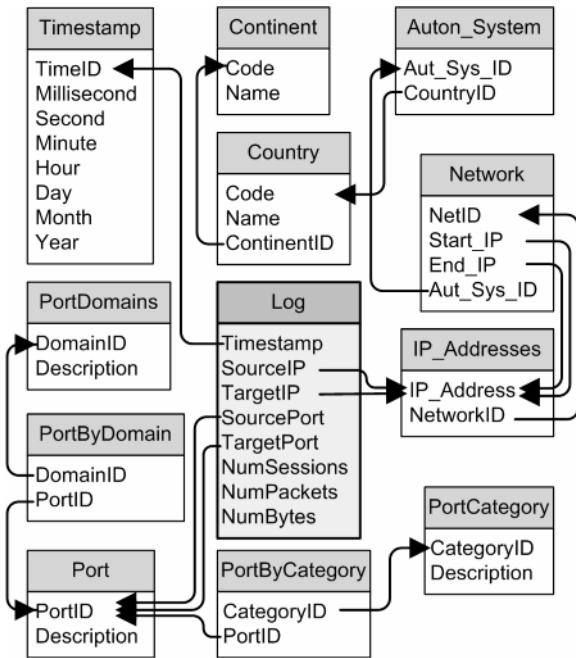 Timestamp
TimeID
Millisecond
Second
Minute
Hour
Day
Month
Year
Continent
Code
Name
Auton_System
Aut_Sys_ID
CountryID
Country
Code
Name
ContinentID
Network
NetID
Start_IP
End_IP
Aut_Sys_ID
PortDomains
DomainID
Description
Log
Timestamp
SourceIP
TargetIP
SourcePort
TargetPort
NumSessions
NumPackets
NumBytes
IP_Addresses
IP_Address
NetworkID
PortByDomain
DomainID
PortID
PortCategory
CategoryID
Description
Port
PortID
Description
PortByCategory
CategoryID
PortID